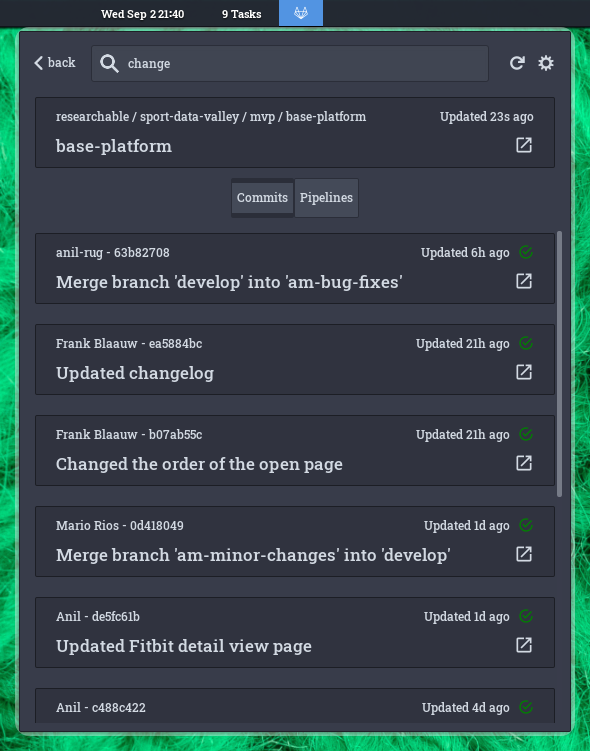 Wed Sep 2 21:40 9 Tasks
back change
researchable / sport-data-valley / mvp / base-platform Updated 23s ago
base-platform
Commits Pipelines
anil-rug - 63b82708 Updated 6h ago
Merge branch 'develop' into 'am-bug-fixes'
Frank Blaauw - ea5884bc Updated 21h ago
Updated changelog
Frank Blaauw - b07ab55c Updated 21h ago
Changed the order of the open page
Mario Rios - 0d418049 Updated 1d ago
Merge branch 'am-minor-changes' into 'develop'
Anil - de5fc61b Updated 1d ago
Updated Fitbit detail view page
Anil - c488c422 Updated 4d ago